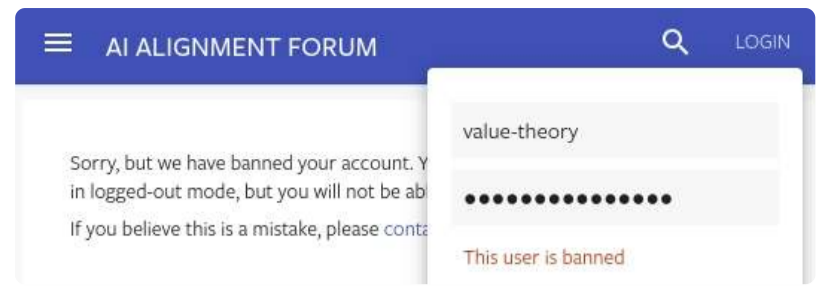 AI ALIGNMENT FORUM
LOGIN
Sorry, but we have banned your account. Y
in logged-out mode, but you will not be ab
If you believe this is a mistake, please conta
value-theory
●●●●●●●●●●●●●●●
This user is banned